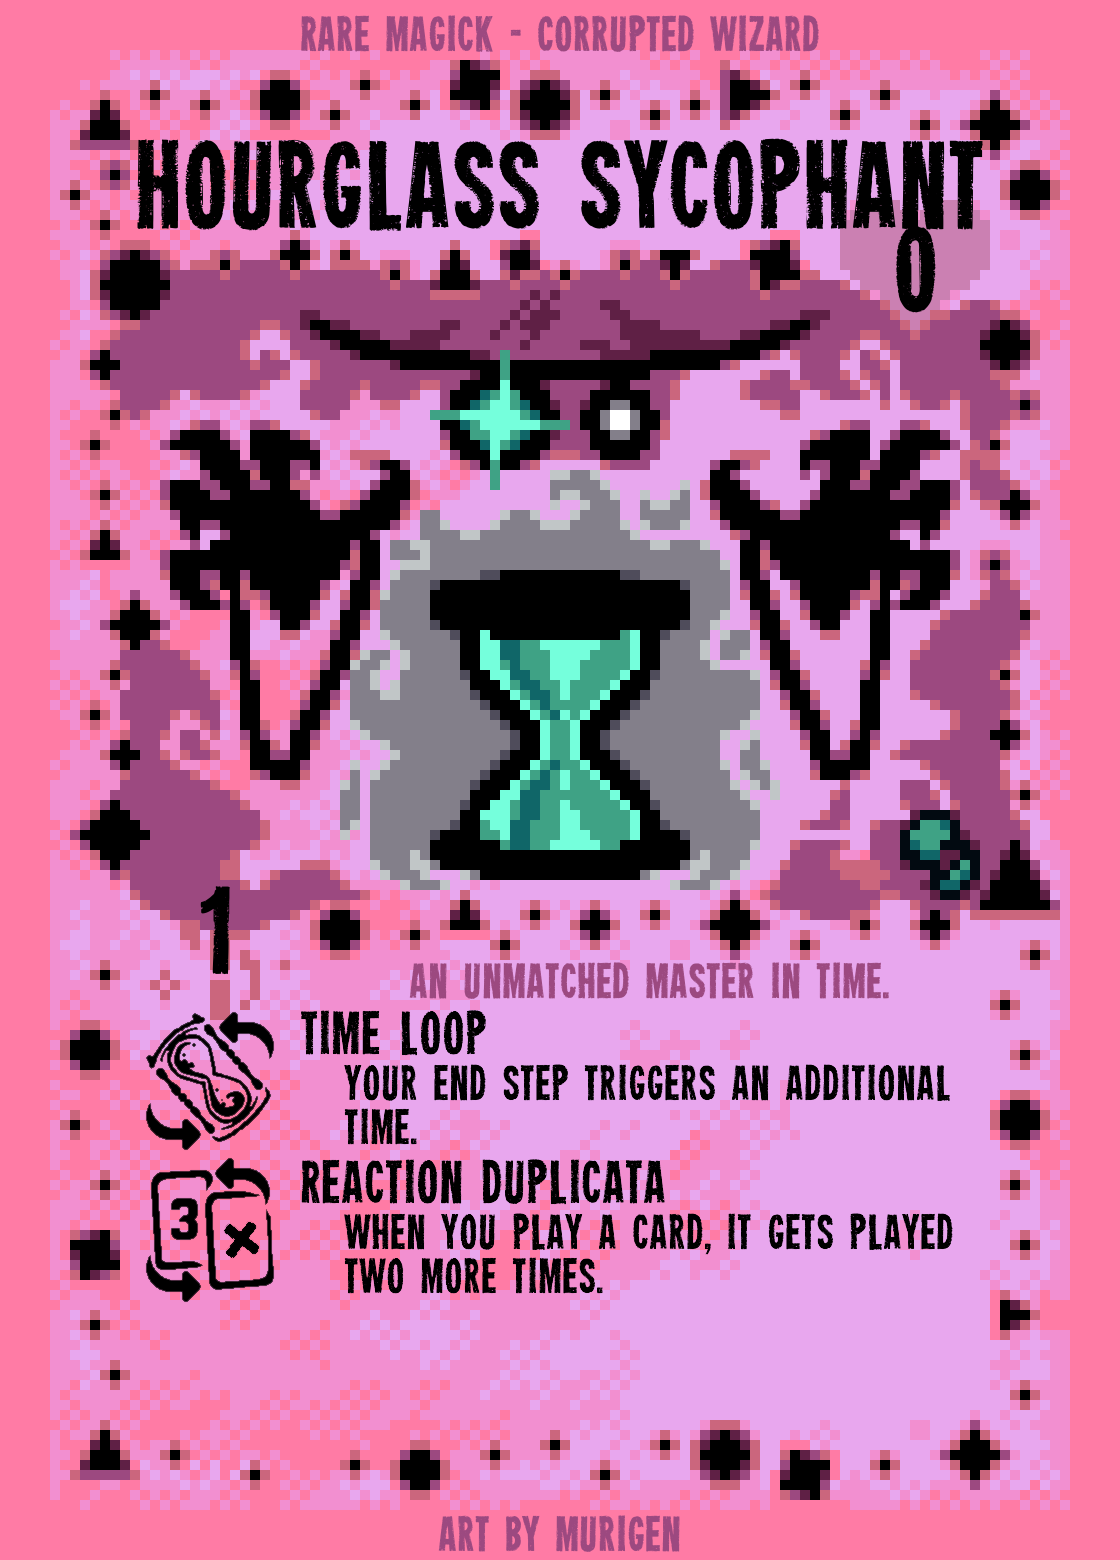 RARE MAGICK - CORRUPTED WIZARD
HOURGLASS SYCOPHANT
0
1
AN UNMATCHED MASTER IN TIME.
TIME LOOP
YOUR END STEP TRIGGERS AN ADDITIONAL
TIME.
REACTION DUPLICATA
3
WHEN YOU PLAY A CARD, IT GETS PLAYED
TWO MORE TIMES.
ART BY MURIGEN